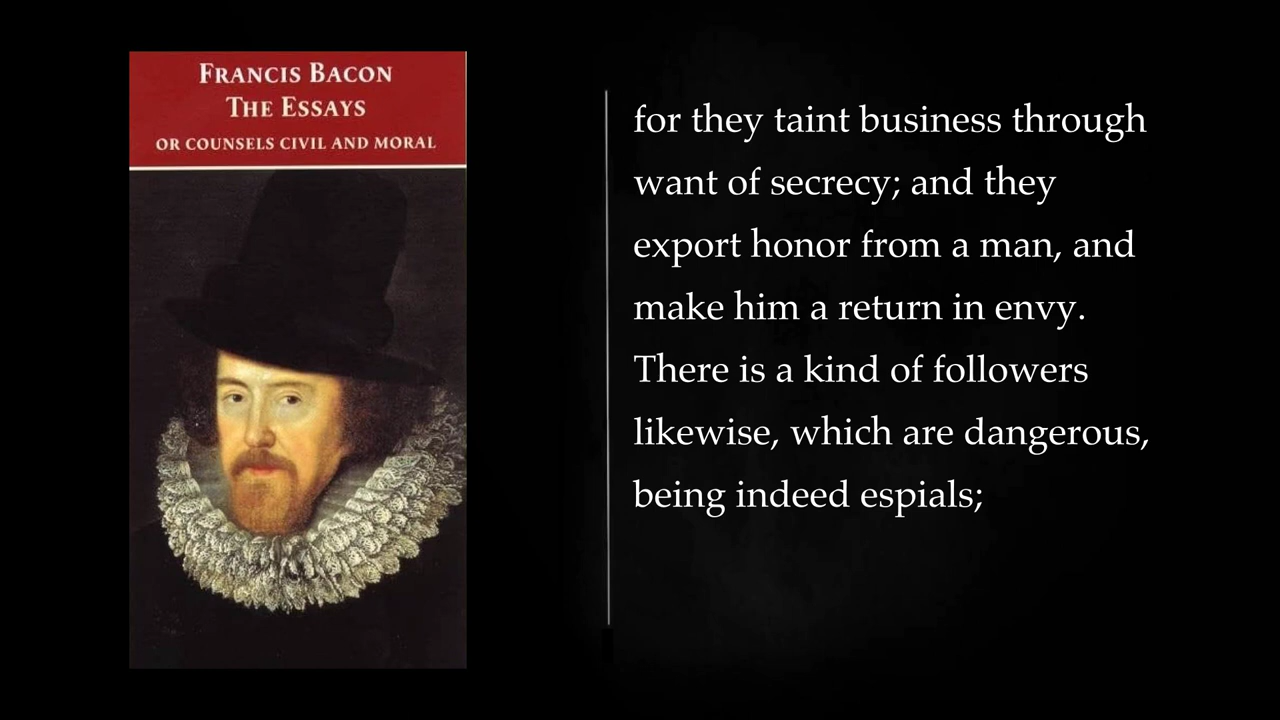 FRANCIS BACON
THE ESSAYS
OR COUNSELS CIVIL AND MORAL
for they taint business through
want of secrecy; and they
export honor from a man, and
make him a return in envy.
There is a kind of followers
likewise, which are dangerous,
being indeed espials;